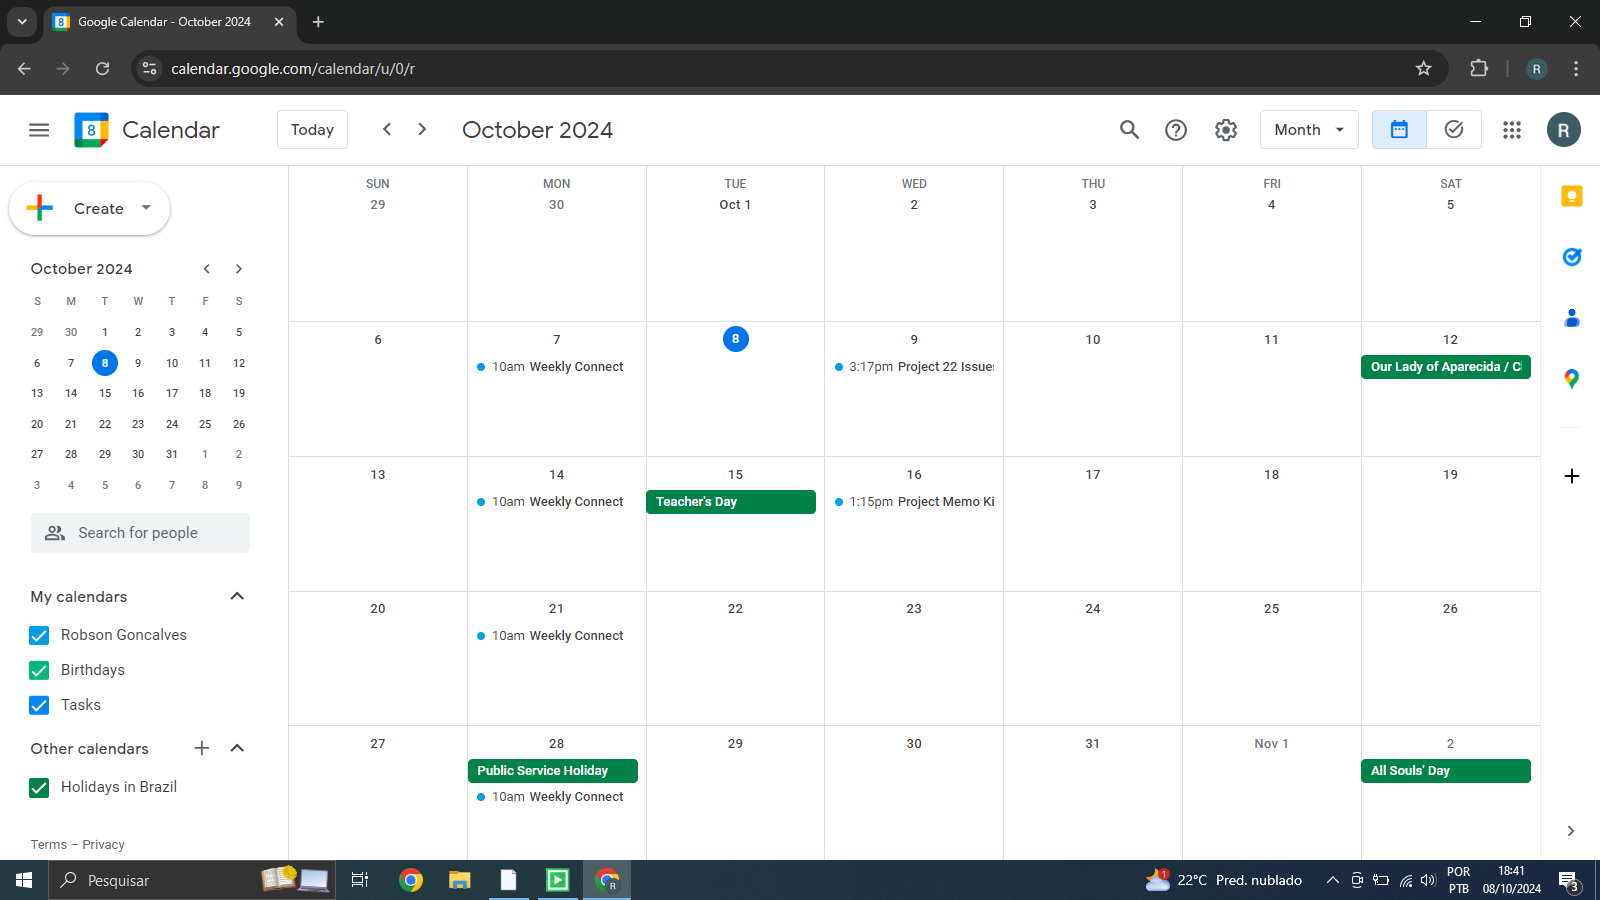 Google Calendar - October 2024
calendar.google.com/calendar/u/0/r
R
8 Calendar
Today
October 2024
Month
R
Create
October 2024
S M T W T F S
29 30 1 2 3 4 5
6 7 8 9 10 11 12
13 14 15 16 17 18 19
20 21 22 23 24 25 26
27 28 29 30 31 1 2
3 4 5 6 7 8 9
Search for people
My calendars
Robson Goncalves
Birthdays
Tasks
Other calendars
Holidays in Brazil
Terms – Privacy
SUN MON TUE WED THU FRI SAT
29 30 Oct 1 2 3 4 5
6 7 8 9 10 11 12
10am Weekly Connect
3:17pm Project 22 Issues
Our Lady of Aparecida / C
13 14 15 16 17 18 19
10am Weekly Connect
Teacher's Day
1:15pm Project Memo Ki
20 21 22 23 24 25 26
10am Weekly Connect
27 28 29 30 31 Nov 1 2
Public Service Holiday
All Souls' Day
10am Weekly Connect
Pesquisar
R
1
22°C Pred. nublado
POR
PTB
18:41
08/10/2024
3